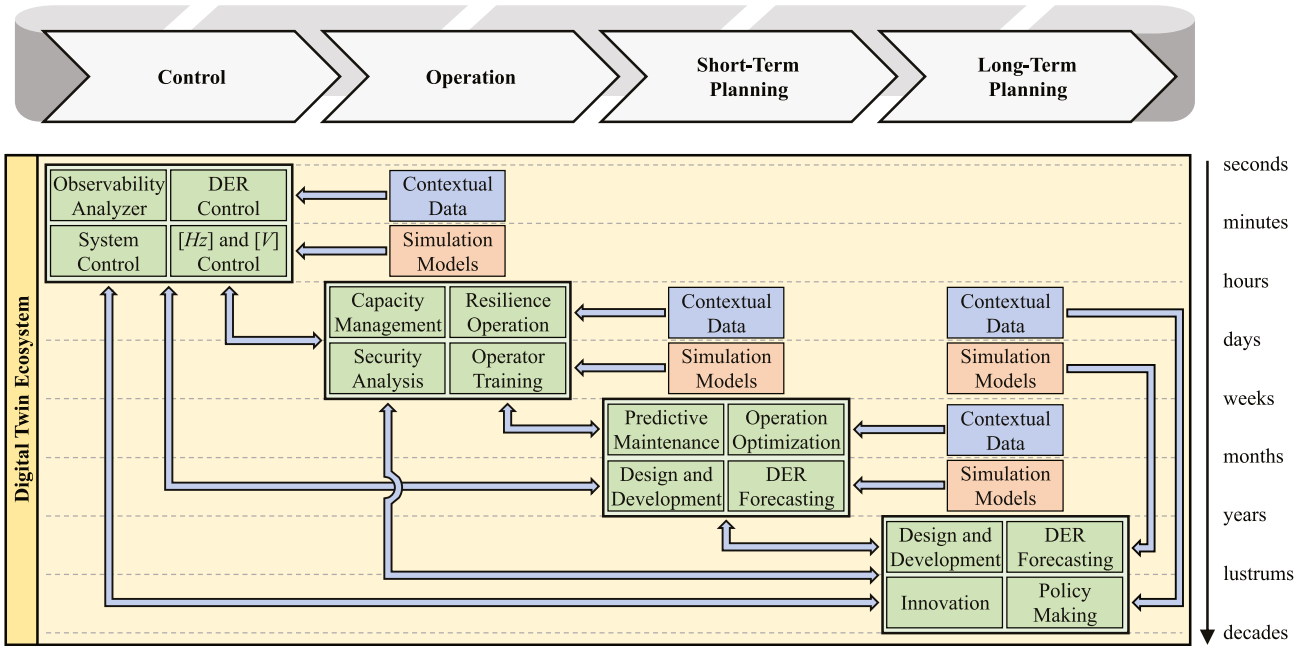 Control
Operation
Short-Term
Planning
Long-Term
Planning
Digital Twin Ecosystem
Observability
Analyzer
DER
Control
System
Control
[Hz] and [V]
Control
Contextual
Data
Simulation
Models
Capacity
Management
Resilience
Operation
Security
Analysis
Operator
Training
Contextual
Data
Simulation
Models
Contextual
Data
Simulation
Models
Predictive
Maintenance
Operation
Optimization
Design and
Development
DER
Forecasting
Contextual
Data
Simulation
Models
Design and
Development
DER
Forecasting
Innovation
Policy
Making
seconds
minutes
hours
days
weeks
months
years
lustrums
decades